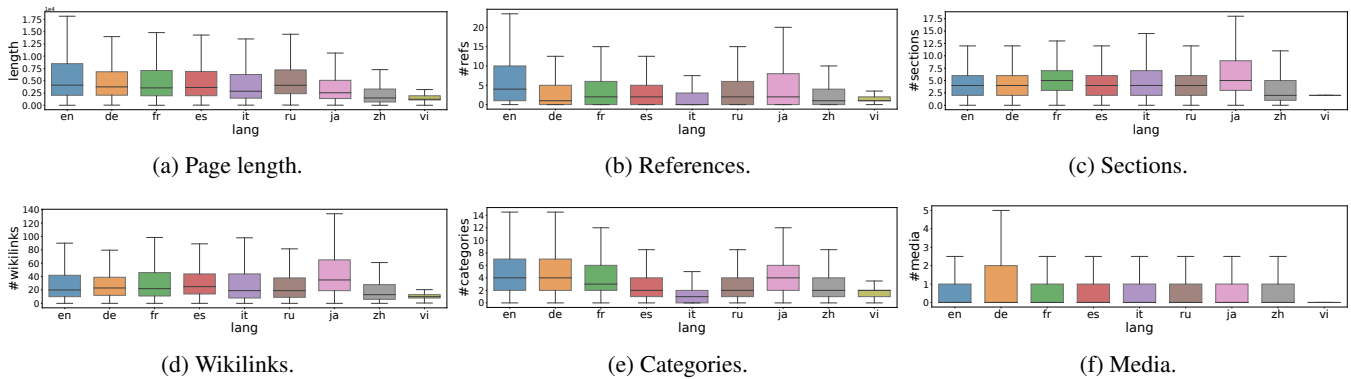 1e4
1.75
1.50
1.25
1.00
0.75
0.50
0.25
0.00
length
en de fr es it ru ja zh vi
lang
(a) Page length.
20
10
0
#refs
en de fr es it ru ja zh vi
lang
(b) References.
17.5
15.0
12.5
10.0
7.5
5.0
2.5
0.0
#sections
en de fr es it ru ja zh vi
lang
(c) Sections.
140
120
100
80
60
40
20
0
#wikilinks
en de fr es it ru ja zh vi
lang
(d) Wikilinks.
14
12
10
8
6
4
2
0
#categories
en de fr es it ru ja zh vi
lang
(e) Categories.
5
4
3
2
1
0
#media
en de fr es it ru ja zh vi
lang
(f) Media.